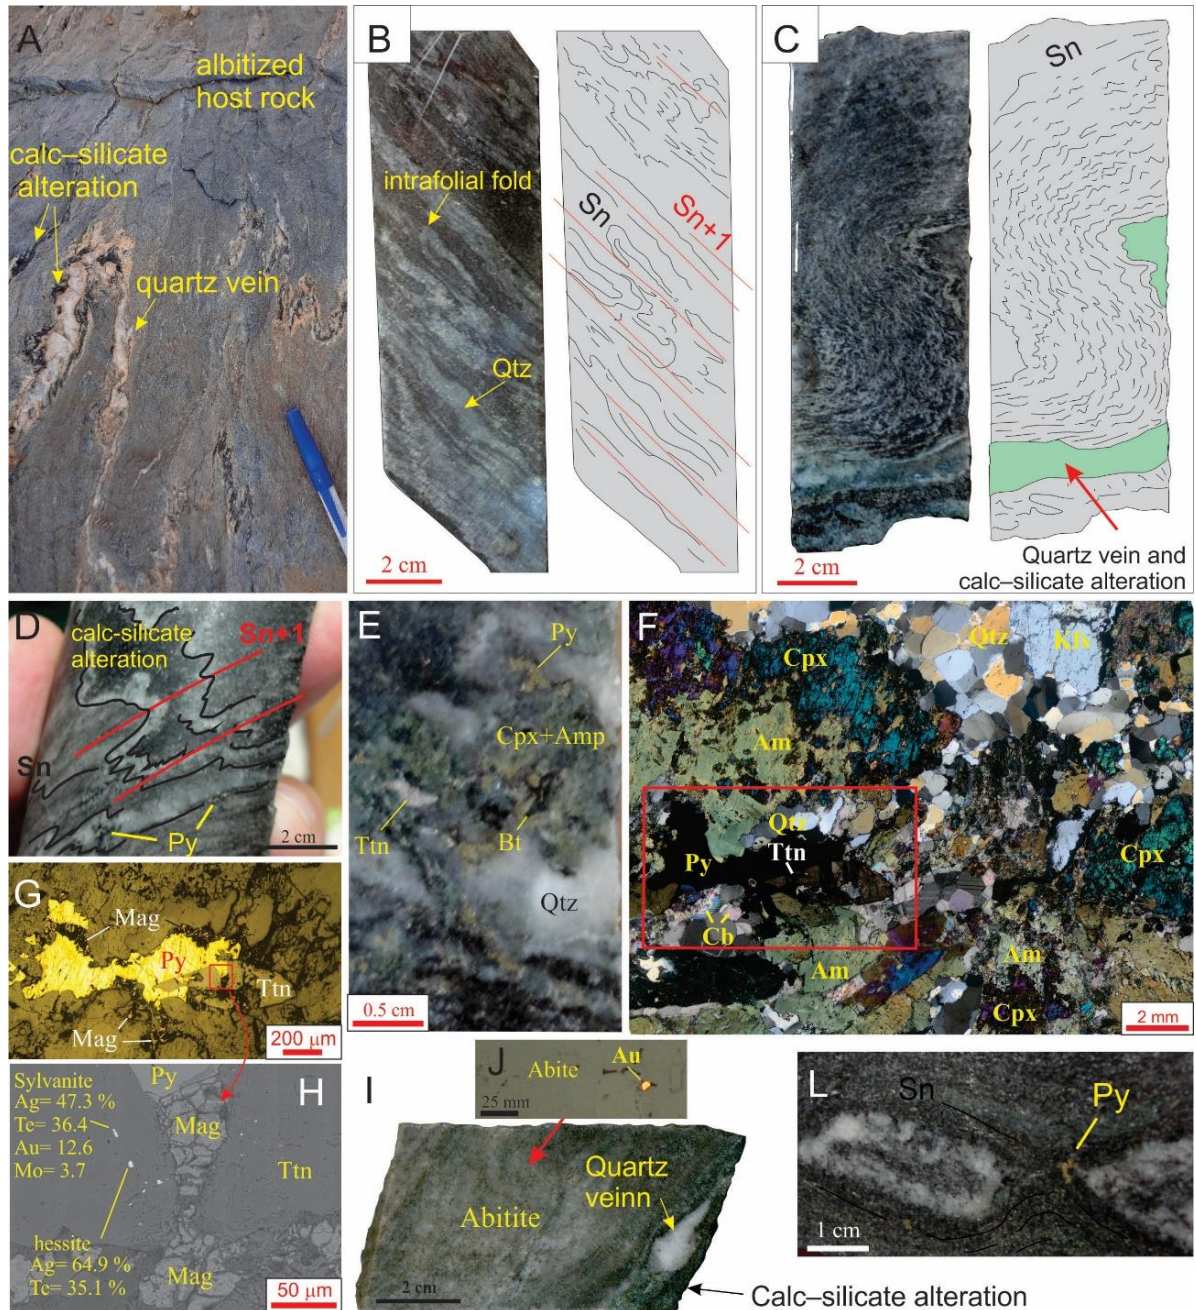 A
albitized
host rock
calc–silicate
alteration
quartz vein
B
intrafolial fold
Qtz
2 cm
Sn
Sn+1
C
2 cm
Sn
Quartz vein and
calc–silicate alteration
D
calc-silicate
alteration
Sn+1
Sn
Py
2 cm
E
Py
Cpx+Amp
Ttn
Bt
Qtz
0.5 cm
F
Qtz
Kfs
Cpx
Am
Qtz
Py
Ttn
Cpx
Cb
Am
Am
Cpx
2 mm
G
Mag
Py
Ttn
Mag
200 µm
H
Py
Sylvanite
Ag= 47.3 %
Te= 36.4
Au= 12.6
Mo= 3.7
Mag
Ttn
hessite
Ag= 64.9 %
Te= 35.1 %
Mag
50 µm
I
J
Abite
Au
25 mm
Quartz
veinn
Abitite
2 cm
Calc–silicate alteration
L
Sn
Py
1 cm